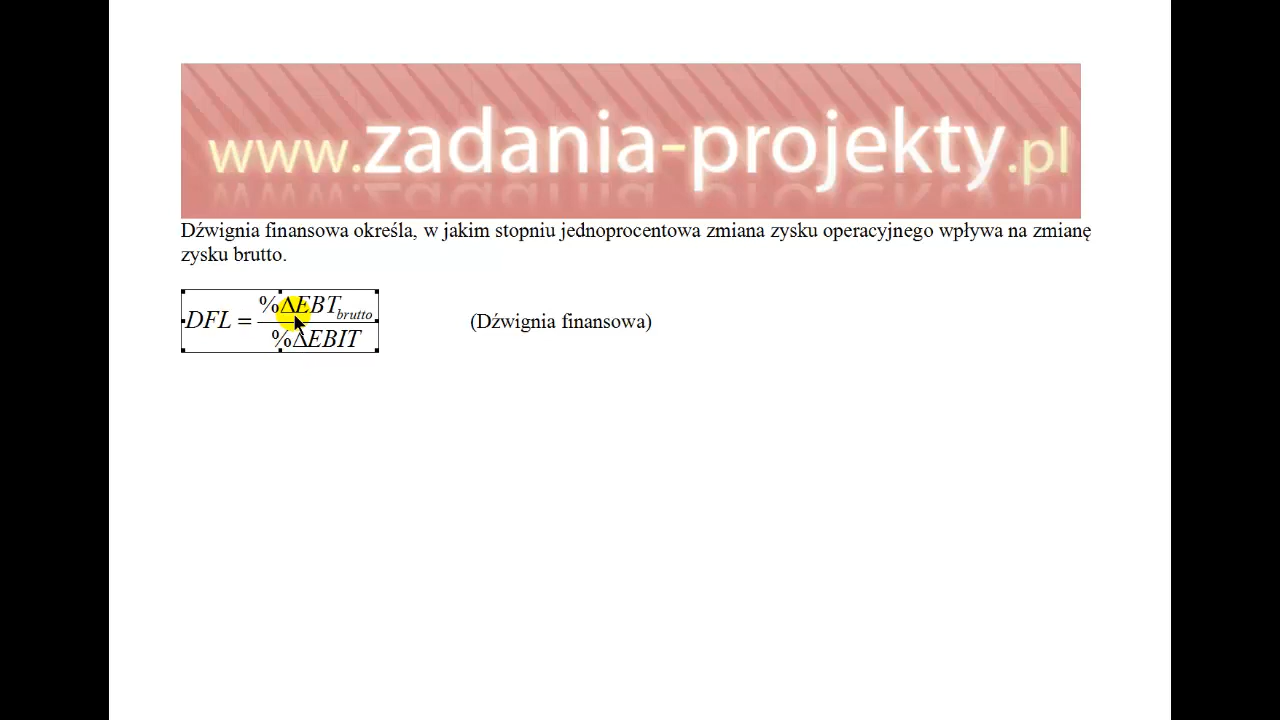 www.zadania-projekty.pl
Dźwignia finansowa określa, w jakim stopniu jednoprocentowa zmiana zysku operacyjnego wpływa na zmianę
zysku brutto.
DFL = %ΔEBT_brutto / %ΔEBIT (Dźwignia finansowa)